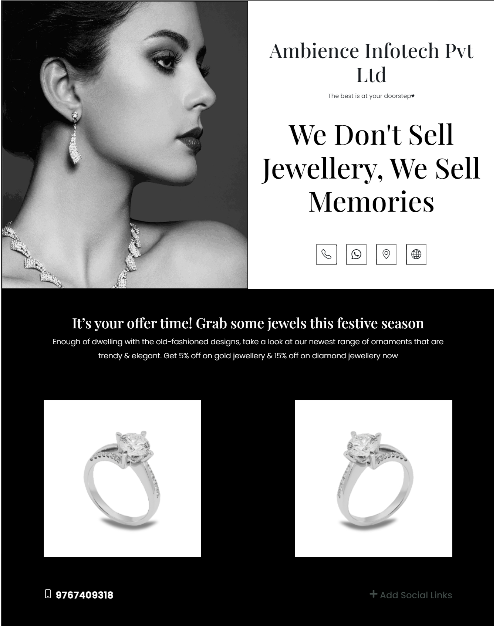 Ambience Infotech Pvt
Ltd
The best is at your doorstep♥
We Don't Sell
Jewellery, We Sell
Memories
It's your offer time! Grab some jewels this festive season
Enough of dwelling with the old-fashioned designs, take a look at our newest range of ornaments that are
trendy & elegant. Get 5% off on gold jewellery & 15% off on diamond jewellery now
9767409318
+ Add Social Links